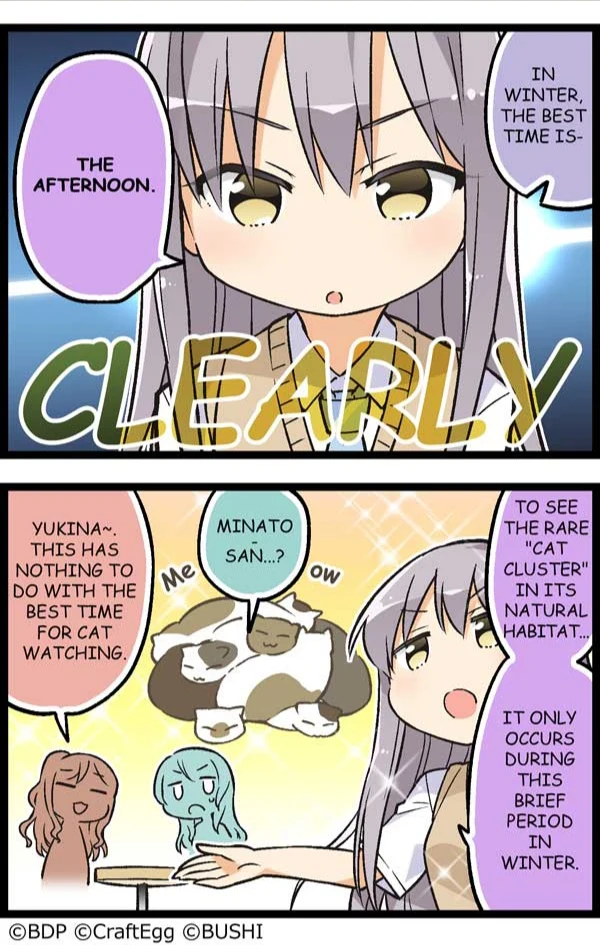 IN
WINTER,
THE BEST
TIME IS-
THE
AFTERNOON.
CLEARLY
TO SEE
THE RARE
"CAT
CLUSTER"
IN ITS
NATURAL
HABITAT...
IT ONLY
OCCURS
DURING
THIS
BRIEF
PERIOD
IN
WINTER.
Me
ow
MINATO
-
SAN...?
YUKINA~.
THIS HAS
NOTHING TO
DO WITH THE
BEST TIME
FOR CAT
WATCHING.
©BDP ©CraftEgg ©BUSHI